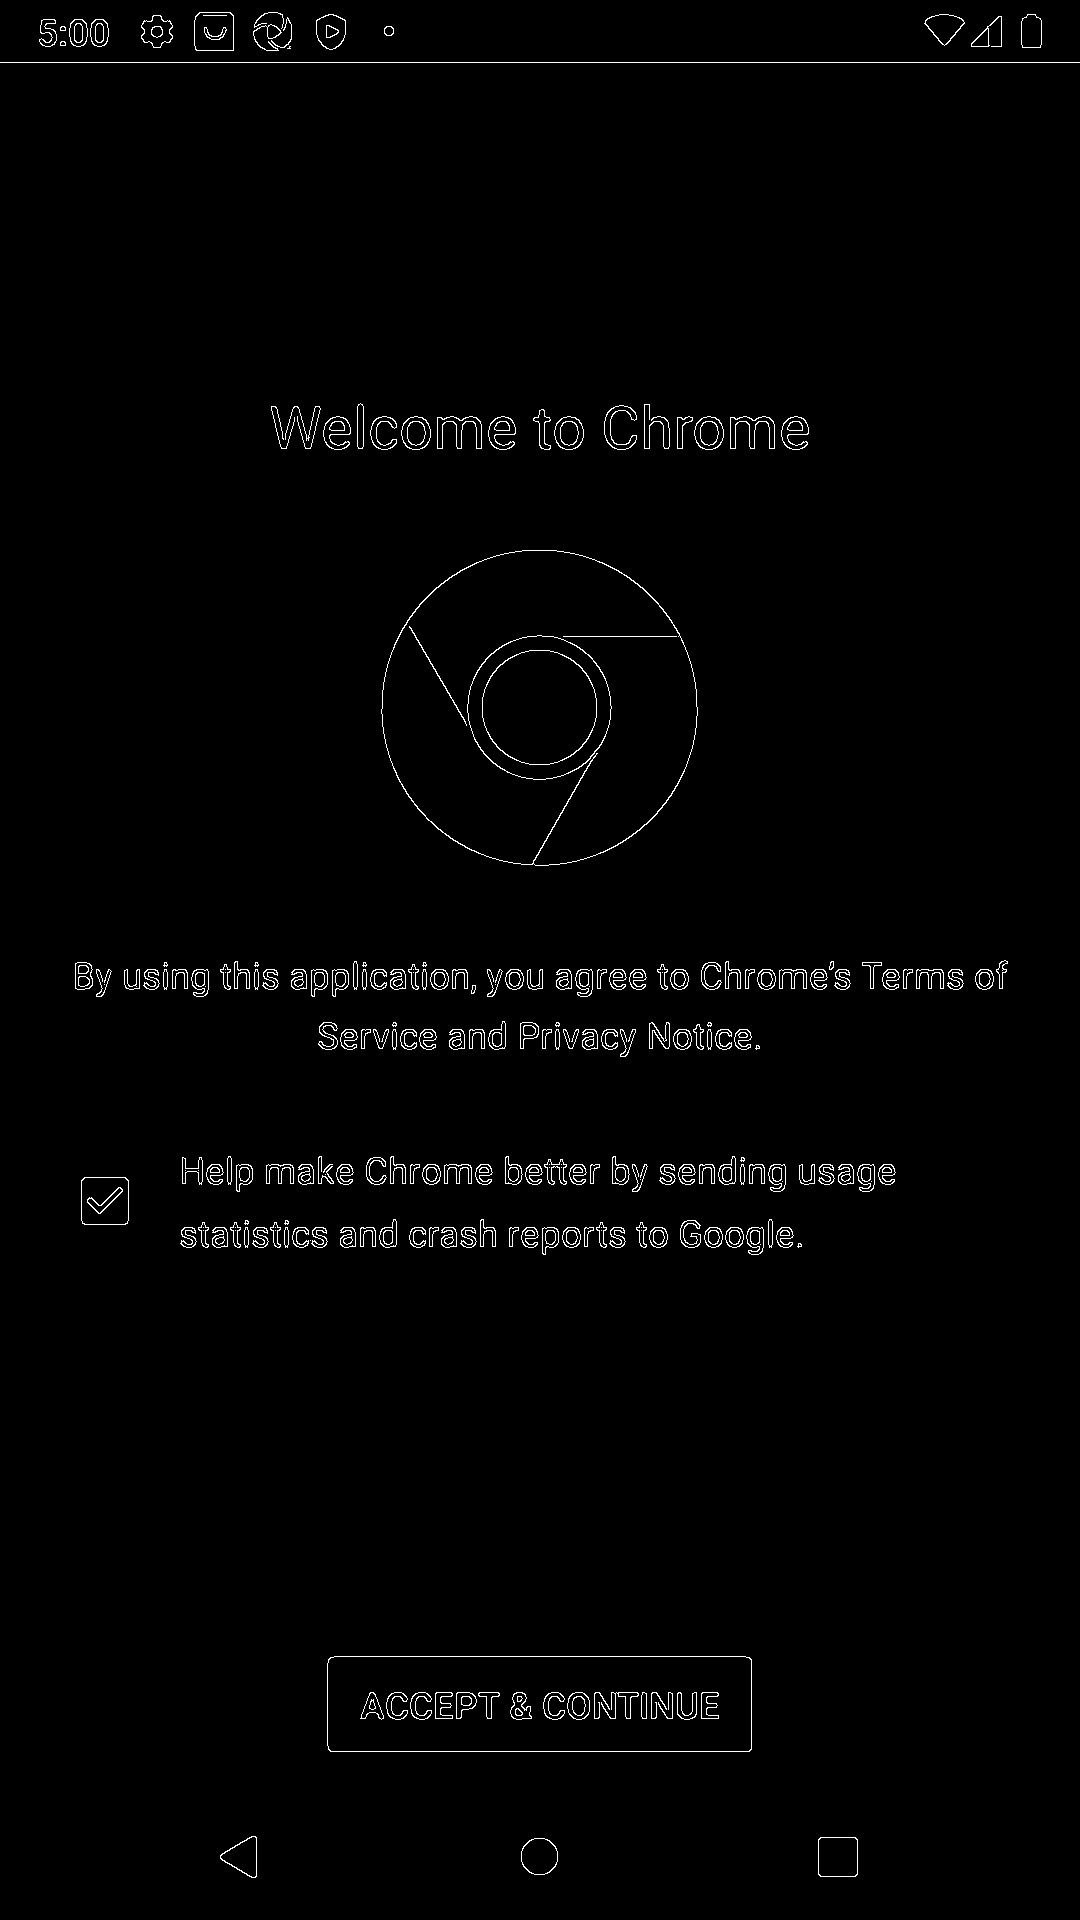 5:00
Welcome to Chrome
By using this application, you agree to Chrome's Terms of
Service and Privacy Notice.
Help make Chrome better by sending usage
statistics and crash reports to Google.
ACCEPT & CONTINUE